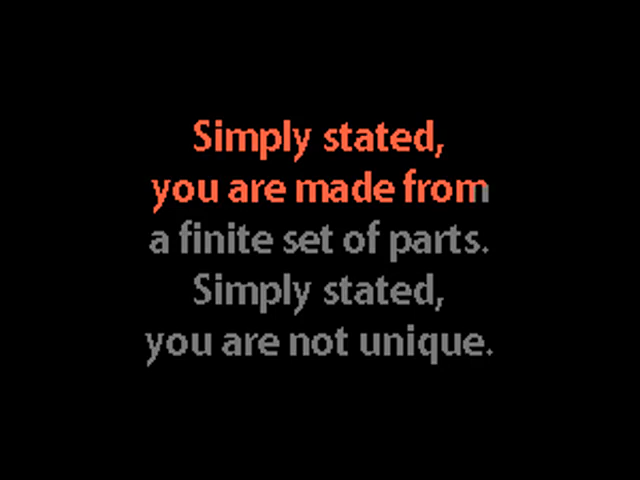 Simply stated,
you are made from
a finite set of parts.
Simply stated,
you are not unique.